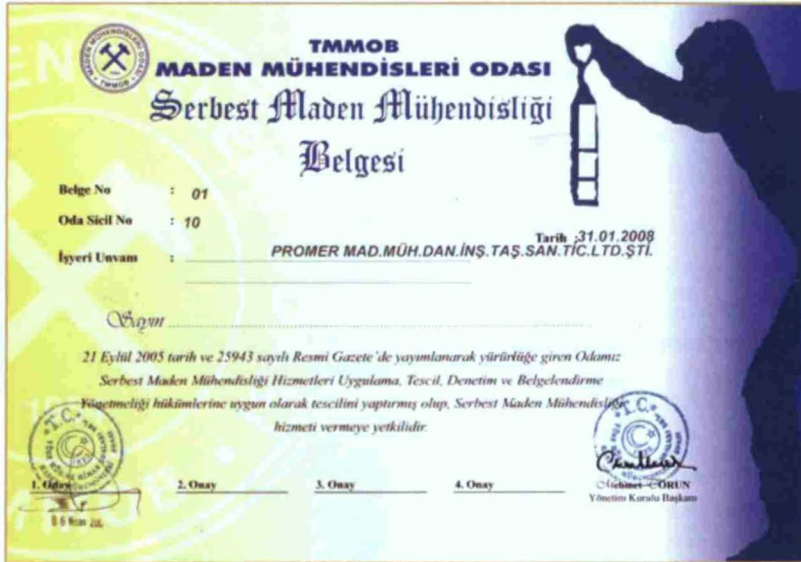 TMMOB
MADEN MÜHENDİSLERİ ODASI
Serbest Maden Mühendisliği
Belgesi
Belge No : 01
Oda Sicil No : 10
Tarih :31.01.2008
İşyeri Unvanı : PROMER MAD.MÜH.DAN.İNŞ.TAŞ.SAN.TİC.LTD.ŞTİ.
Sayın
21 Eylül 2005 tarih ve 25943 sayılı Resmi Gazete'de yayımlanarak yürürlüğe giren Odamız
Serbest Maden Mühendisliği Hizmetleri Uygulama, Tescil, Denetim ve Belgelendirme
Yönetmeliği hükümlerine uygun olarak tescilini yaptırmış olup, Serbest Maden Mühendisliği
hizmeti vermeye yetkilidir.
T.C.
T.C.
1. Onay 2. Onay 3. Onay 4. Onay
Mehmet TORUN
Yönetim Kurulu Başkanı